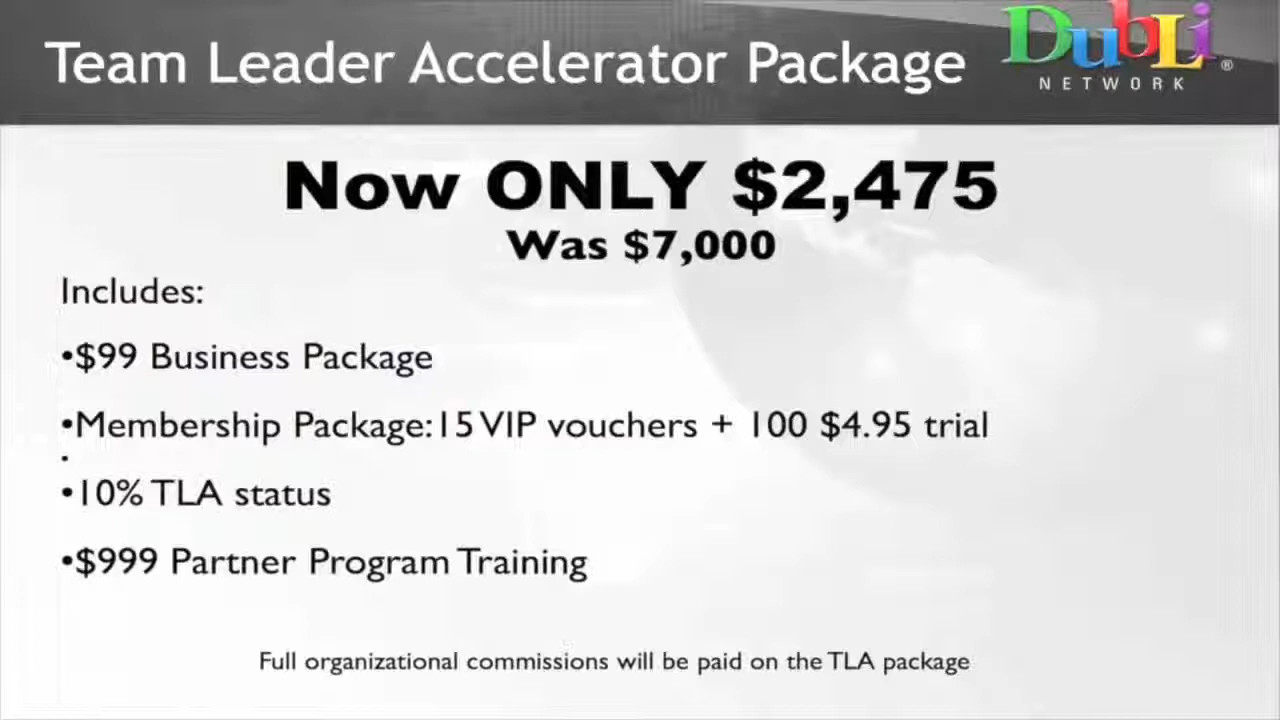 Team Leader Accelerator Package
DubLi ®
NETWORK
Now ONLY $2,475
Was $7,000
Includes:
•$99 Business Package
•Membership Package:15 VIP vouchers + 100 $4.95 trial
•
•10% TLA status
•$999 Partner Program Training
Full organizational commissions will be paid on the TLA package